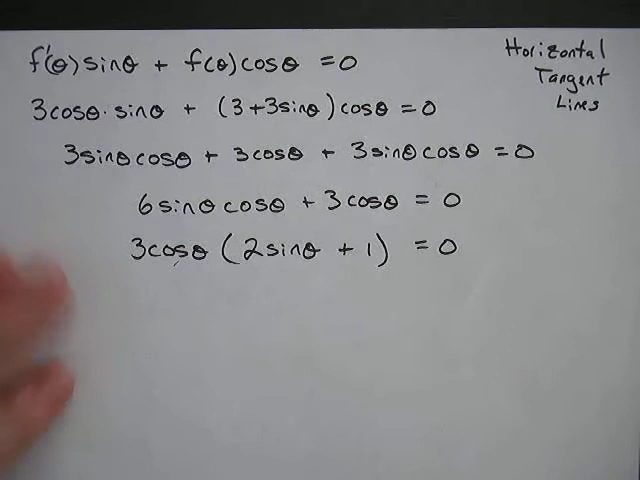 f'(θ) sinθ + f(θ) cosθ = 0
Horizontal
Tangent
Lines
3cosθ · sinθ + (3 + 3sinθ) cosθ = 0
3sinθcosθ + 3cosθ + 3sinθcosθ = 0
6sinθcosθ + 3cosθ = 0
3cosθ (2sinθ + 1) = 0